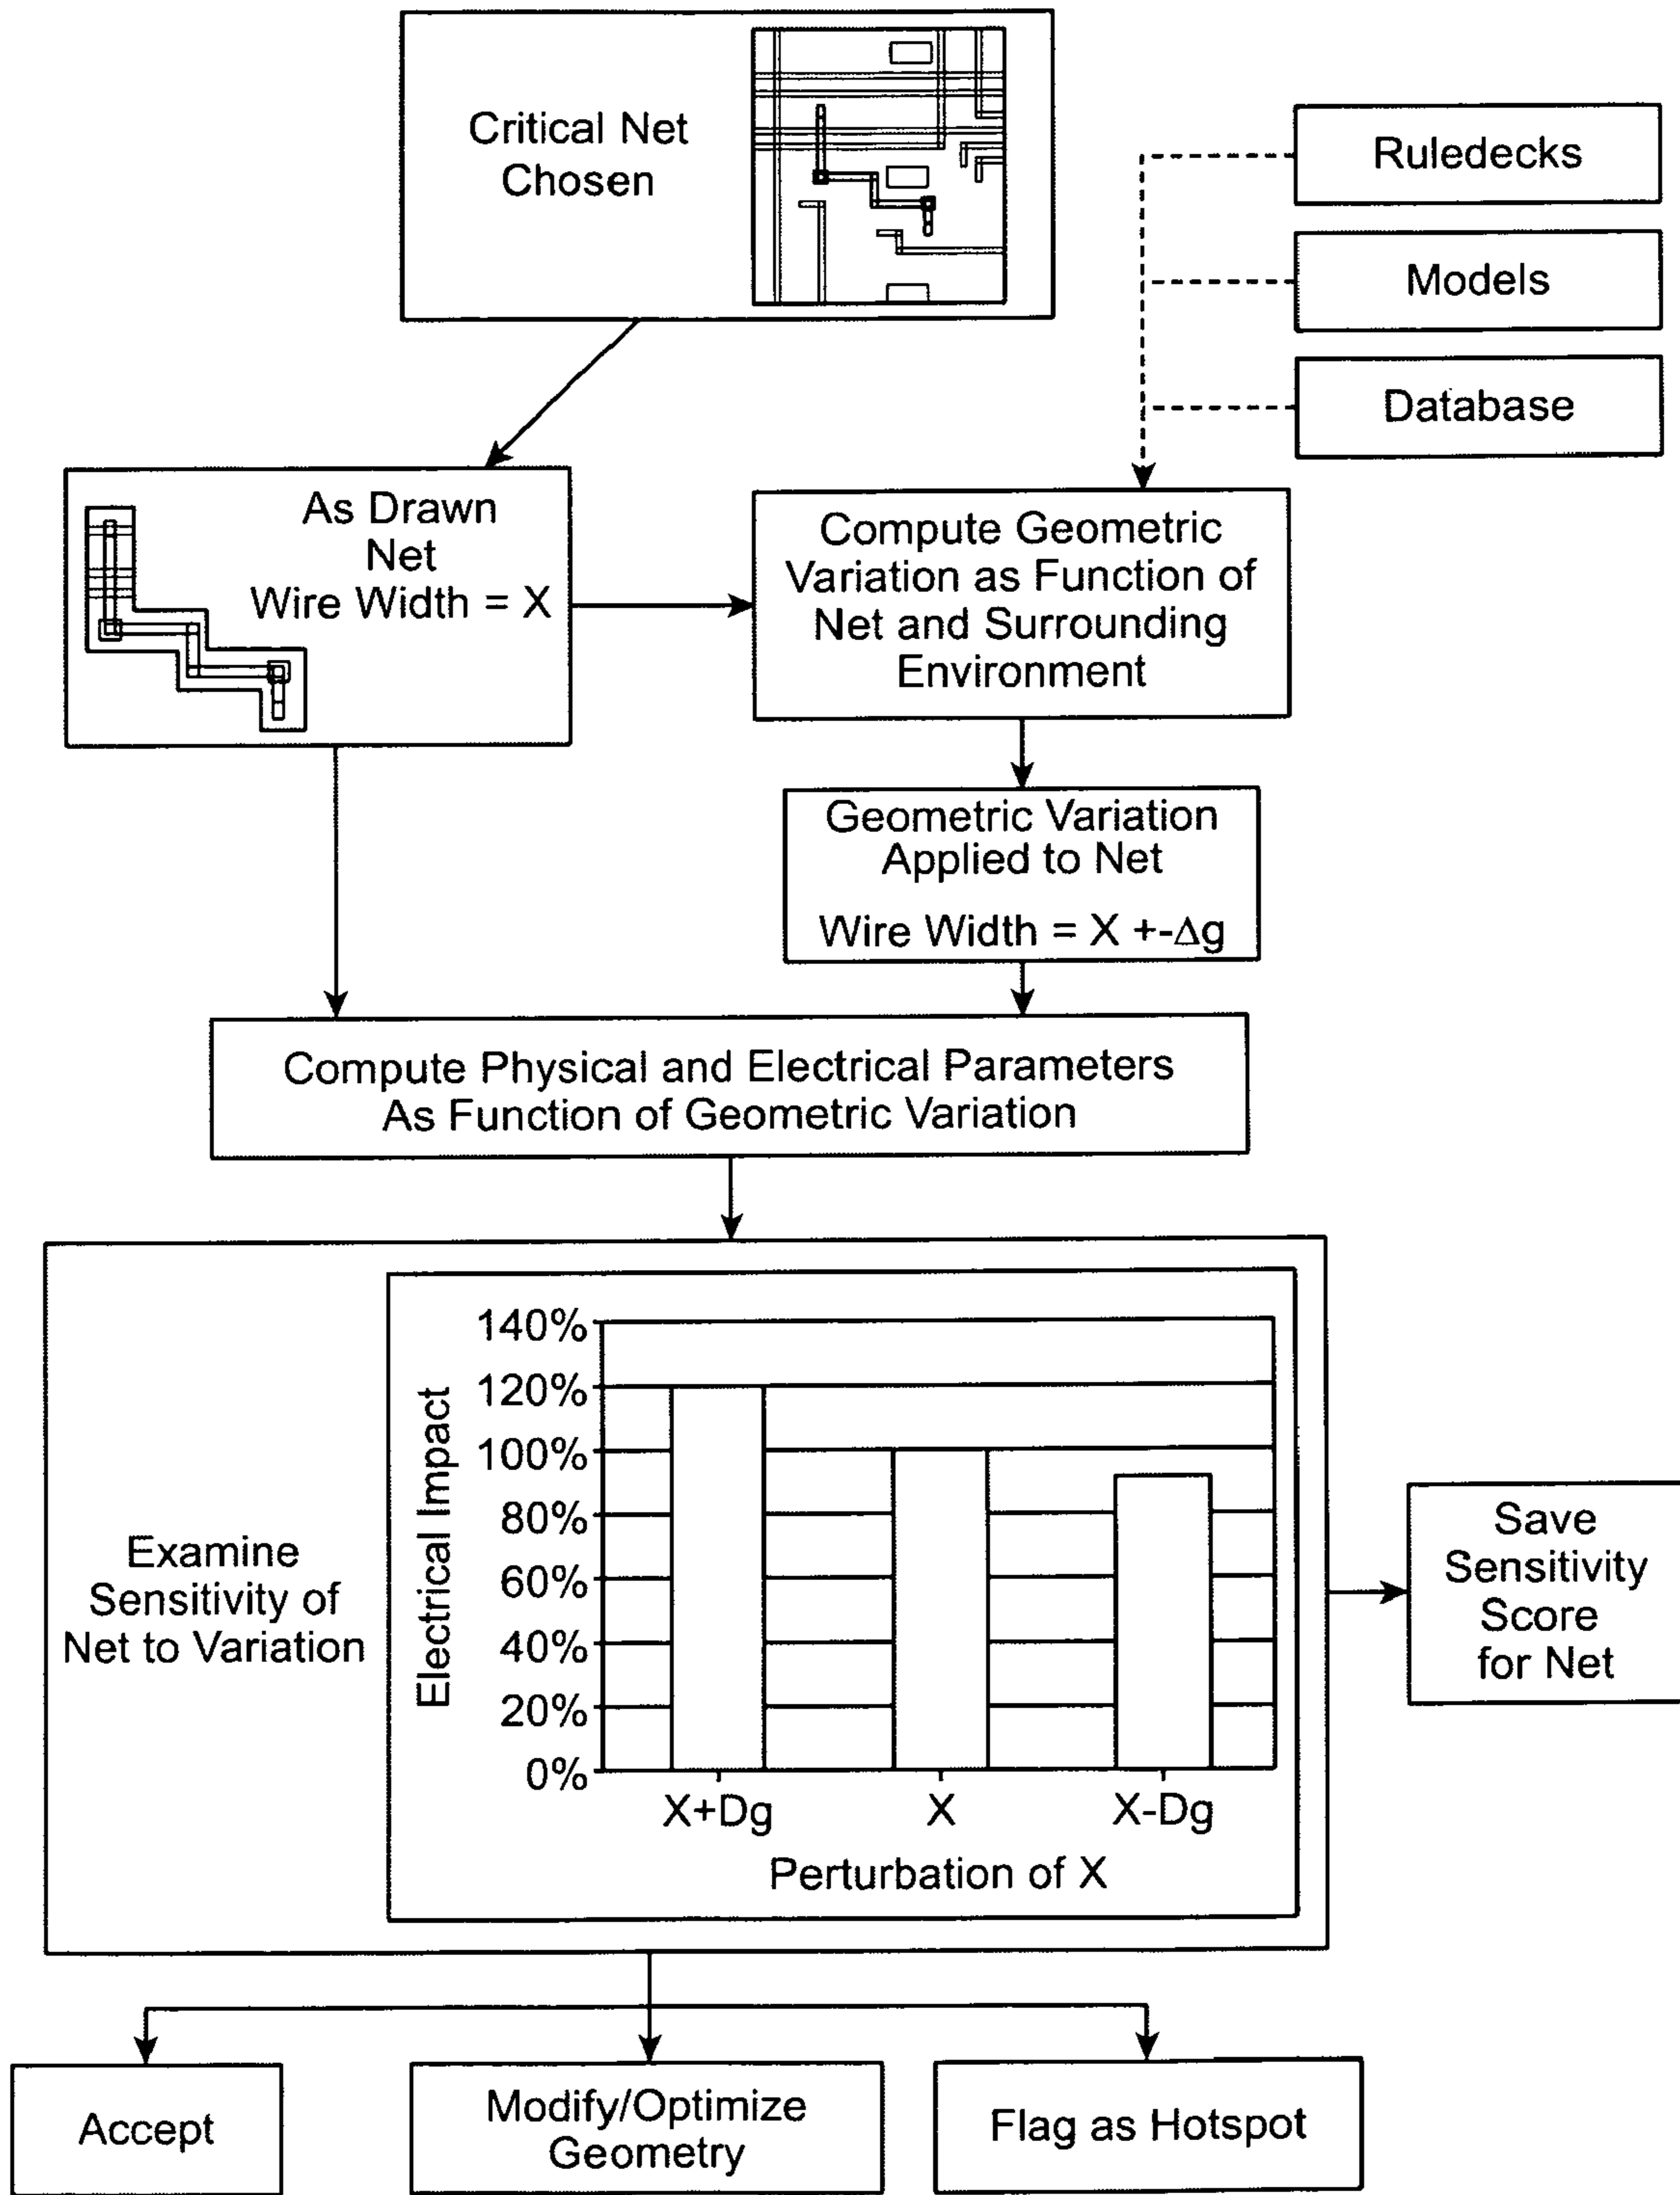 Critical Net
Chosen
Ruledecks
Models
Database
As Drawn
Net
Wire Width = X
Compute Geometric
Variation as Function of
Net and Surrounding
Environment
Geometric Variation
Applied to Net
Wire Width = X +-Δg
Compute Physical and Electrical Parameters
As Function of Geometric Variation
Examine
Sensitivity of
Net to Variation
Electrical Impact
140%
120%
100%
80%
60%
40%
20%
0%
X+Dg
X
X-Dg
Perturbation of X
Save
Sensitivity
Score
for Net
Accept
Modify/Optimize
Geometry
Flag as Hotspot